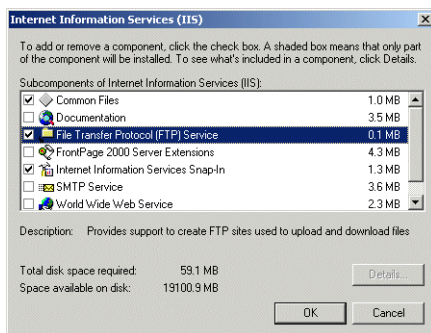 Internet Information Services (IIS)
To add or remove a component, click the check box. A shaded box means that only part
of the component will be installed. To see what's included in a component, click Details.
Subcomponents of Internet Information Services (IIS):
Common Files 1.0 MB
Documentation 3.5 MB
File Transfer Protocol (FTP) Service 0.1 MB
FrontPage 2000 Server Extensions 4.3 MB
Internet Information Services Snap-In 1.3 MB
SMTP Service 3.6 MB
World Wide Web Service 2.3 MB
Description: Provides support to create FTP sites used to upload and download files
Total disk space required: 59.1 MB
Space available on disk: 19100.9 MB
Details...
OK Cancel